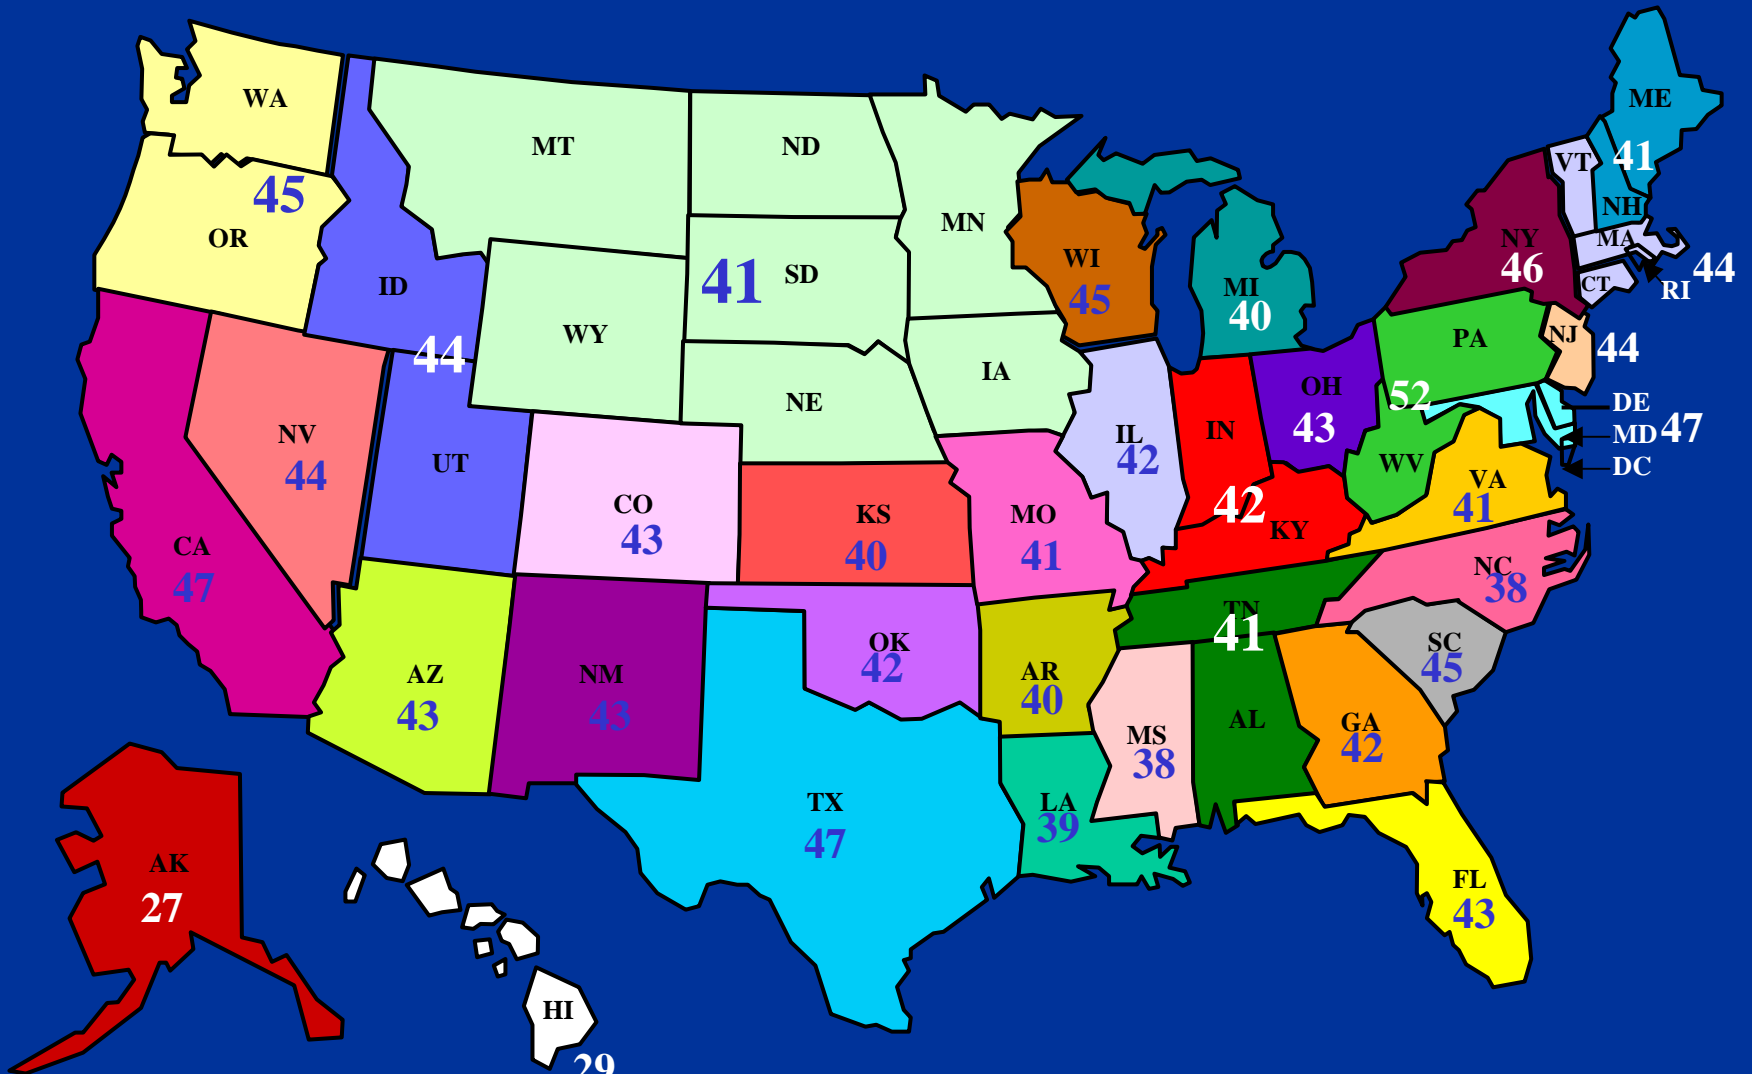 WA
45
OR
MT
ID
44
WY
ND
41
SD
NE
MN
IA
WI
45
MI
40
ME
41
VT
NH
NY
46
MA
44
RI
CT
PA
52
NJ
44
DE
MD 47
DC
OH
43
IN
42
KY
IL
42
WV
VA
41
NC
38
TN
41
SC
45
NV
44
UT
CO
43
KS
40
MO
41
CA
47
AZ
43
NM
43
OK
42
AR
40
MS
38
AL
GA
42
TX
47
LA
39
FL
43
AK
27
HI
29